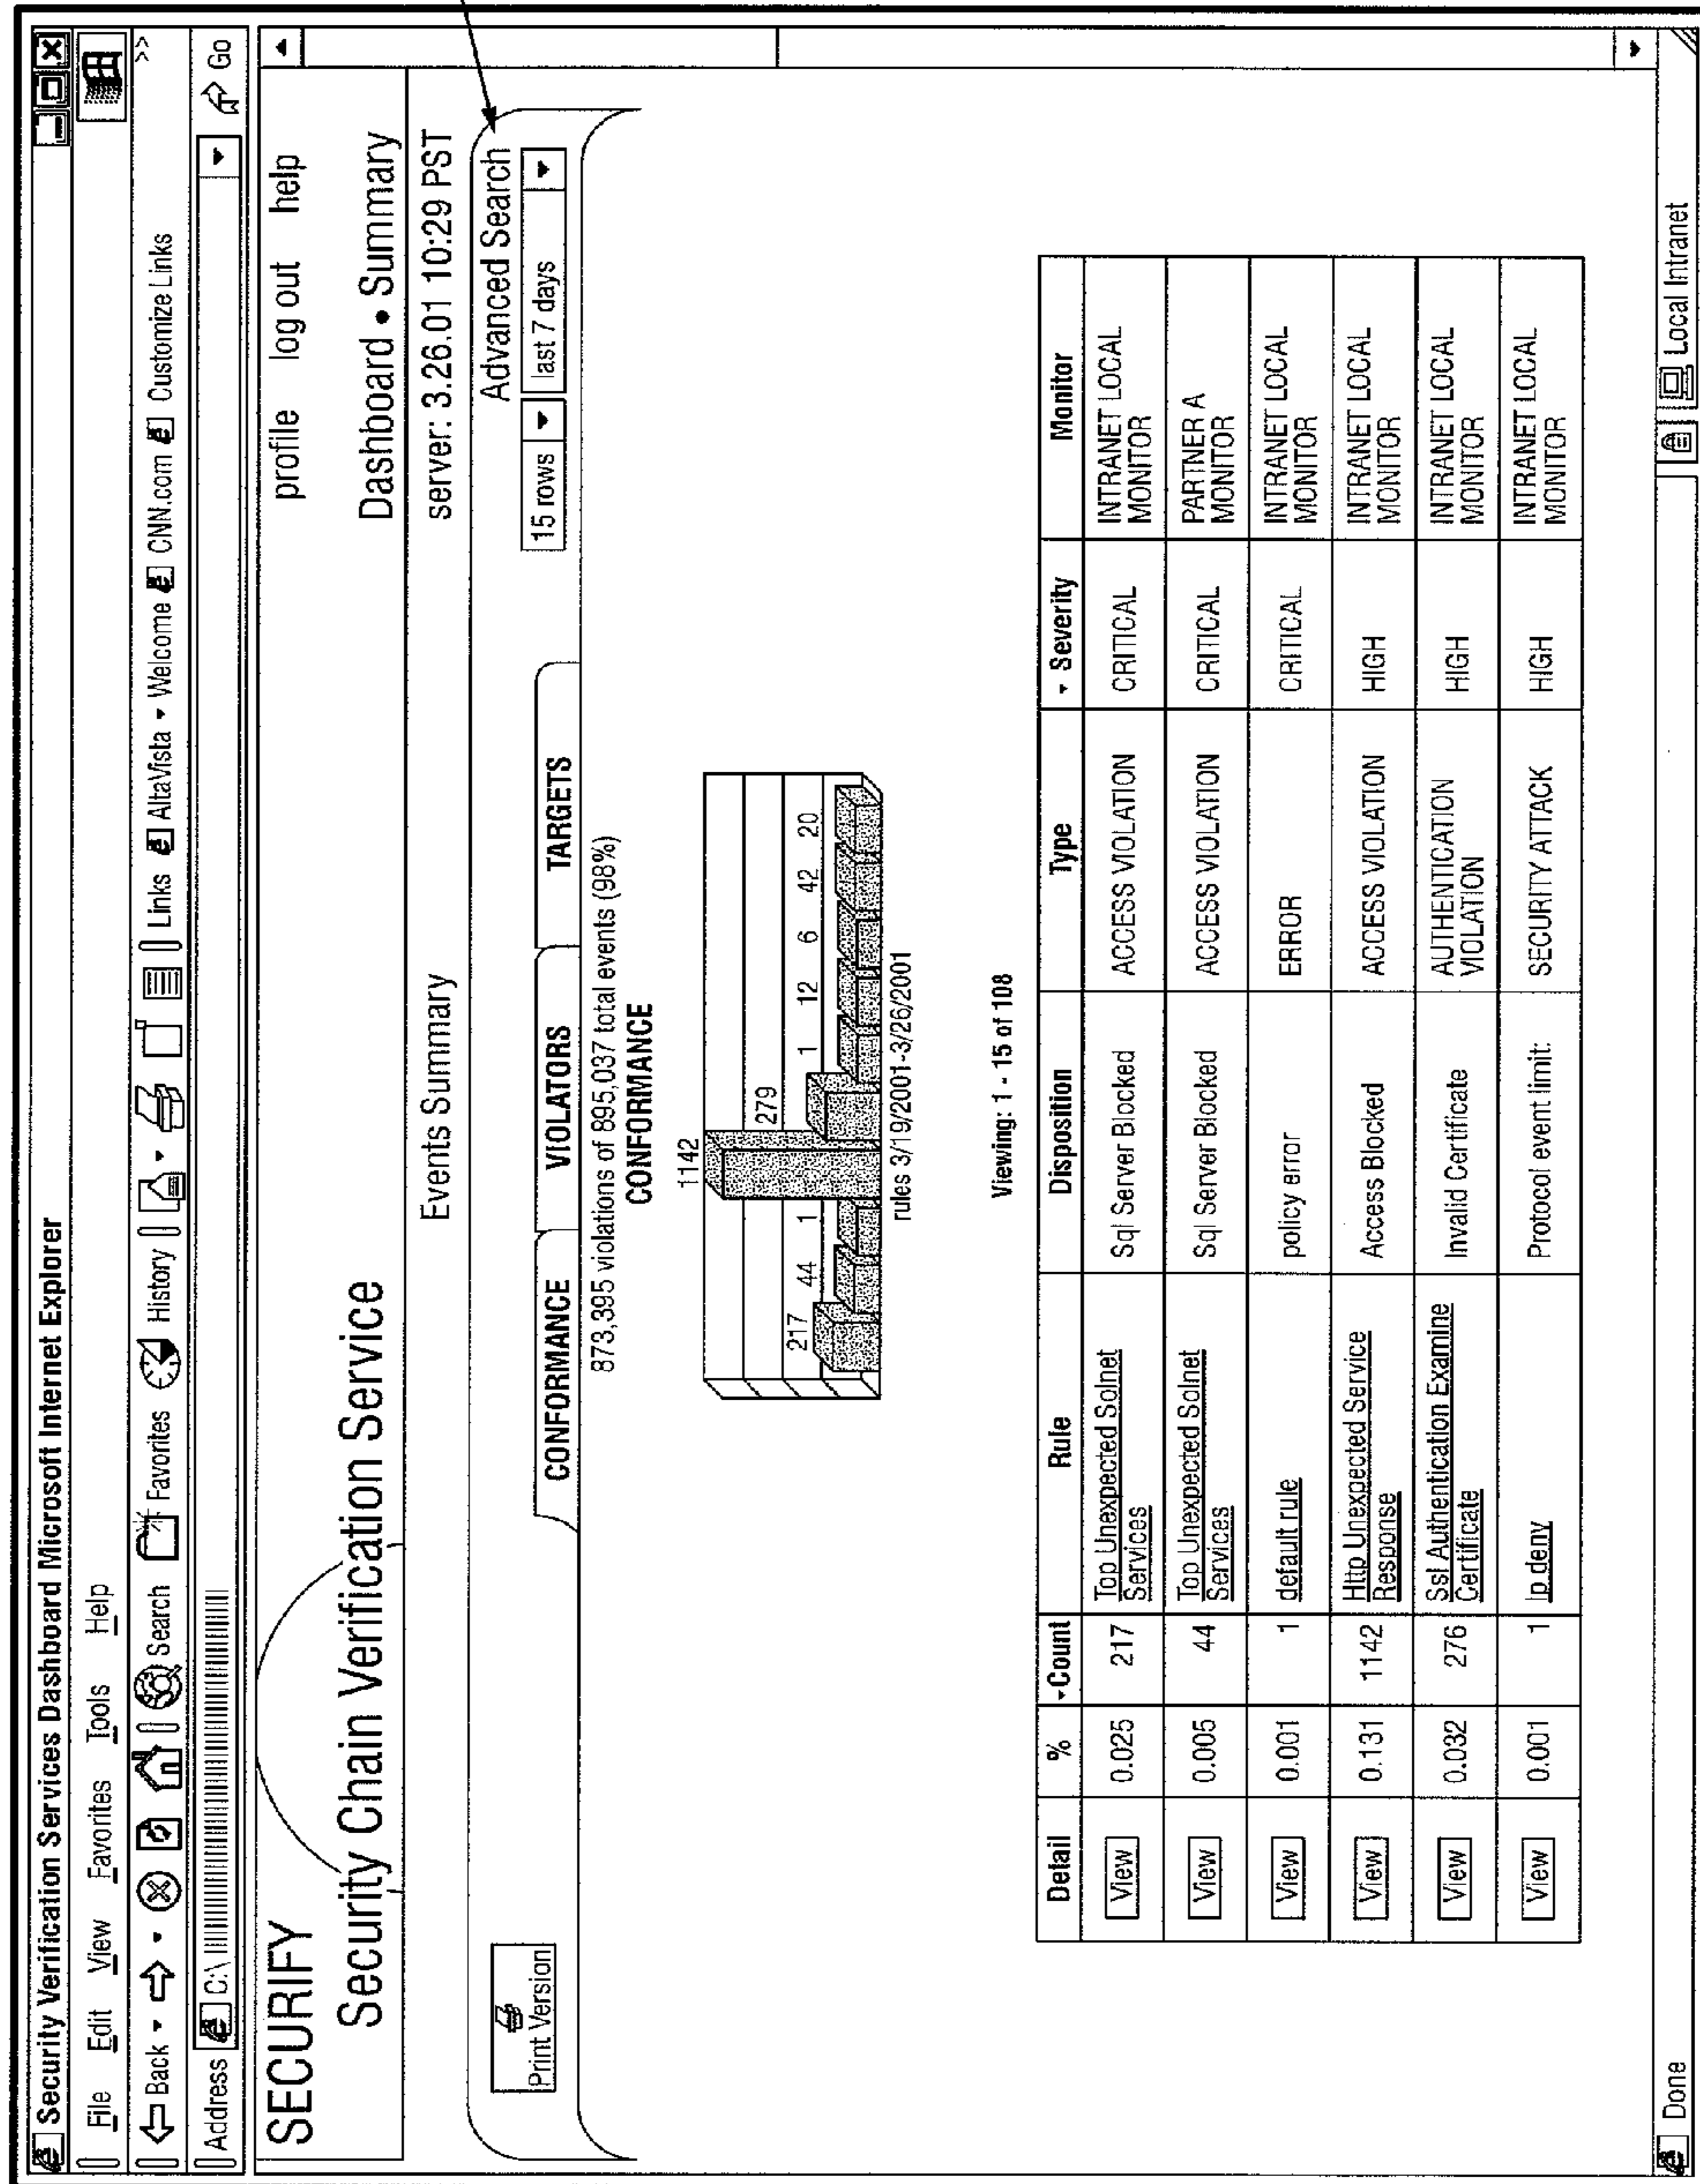 Security Verification Services Dashboard Microsoft Internet Explorer
File Edit View Favorites Tools Help
Back Search Favorites History Links AltaVista Welcome CNN.com Customize Links >>
Address C:\ Go
SECURIFY
profile log out help
Security Chain Verification Service
Dashboard • Summary
Events Summary
server: 3.26.01 10:29 PST
Print Version
Advanced Search
CONFORMANCE VIOLATORS TARGETS
15 rows last 7 days
873,395 violations of 895,037 total events (98%)
CONFORMANCE
1142
279
217 44 1 1 12 6 42 20
rules 3/19/2001-3/26/2001
Viewing: 1 - 15 of 108
Detail % Count Rule Disposition Type Severity Monitor
View 0.025 217 Top Unexpected Solnet Services Sql Server Blocked ACCESS VIOLATION CRITICAL INTRANET LOCAL MONITOR
View 0.005 44 Top Unexpected Solnet Services Sql Server Blocked ACCESS VIOLATION CRITICAL PARTNER A MONITOR
View 0.001 1 default rule policy error ERROR CRITICAL INTRANET LOCAL MONITOR
View 0.131 1142 Http Unexpected Service Response Access Blocked ACCESS VIOLATION HIGH INTRANET LOCAL MONITOR
View 0.032 276 Ssl Authentication Examine Certificate Invalid Certificate AUTHENTICATION VIOLATION HIGH INTRANET LOCAL MONITOR
View 0.001 1 Ip deny Protocol event limit: SECURITY ATTACK HIGH INTRANET LOCAL MONITOR
Done Local Intranet